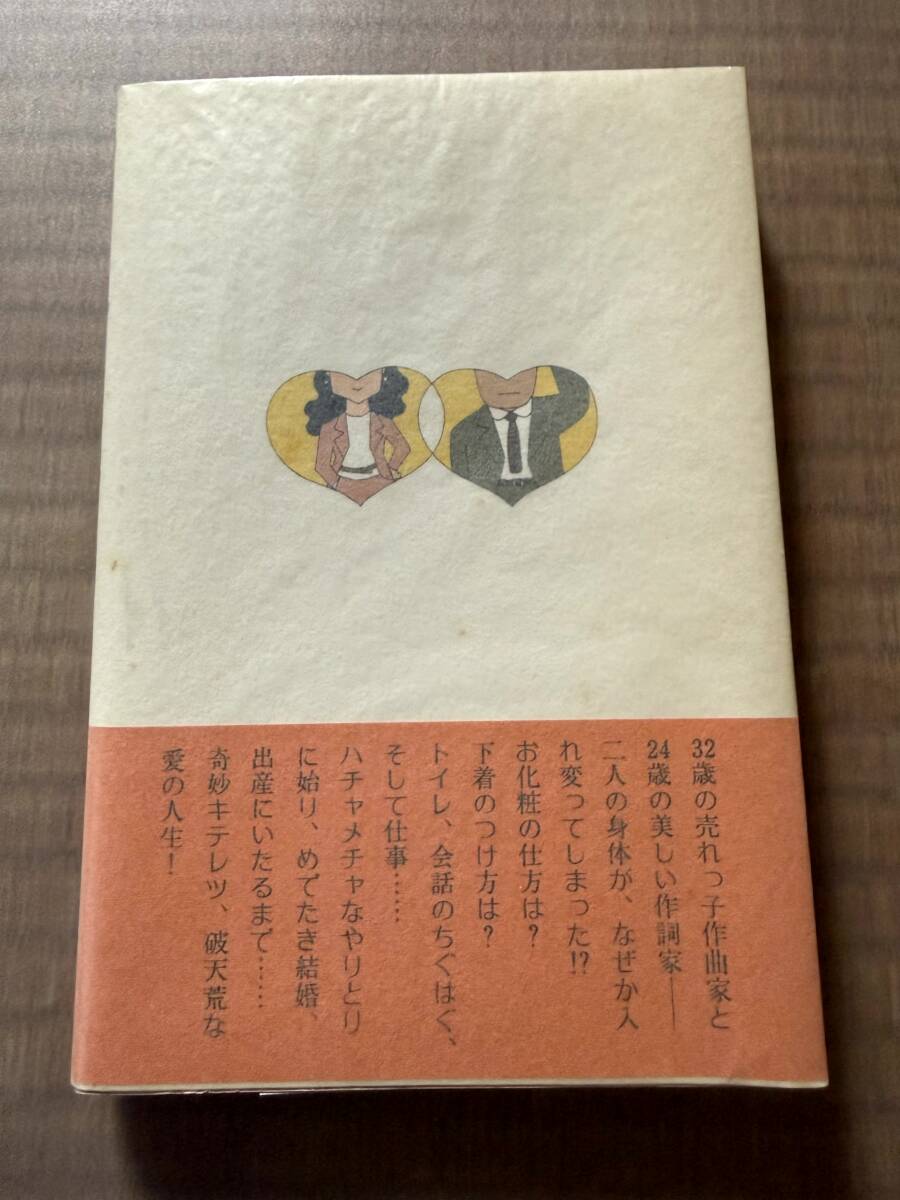 32歳の売れっ子作曲家と
24歳の美しい作詞家――
二人の身体が、なぜか入
れ変ってしまった!?
お化粧の仕方は?
下着のつけ方は?
トイレ、会話のちぐはぐ、
そして仕事……
ハチャメチャなやりとり
に始り、めでたき結婚、
出産にいたるまで……
奇妙キテレツ、破天荒な
愛の人生!